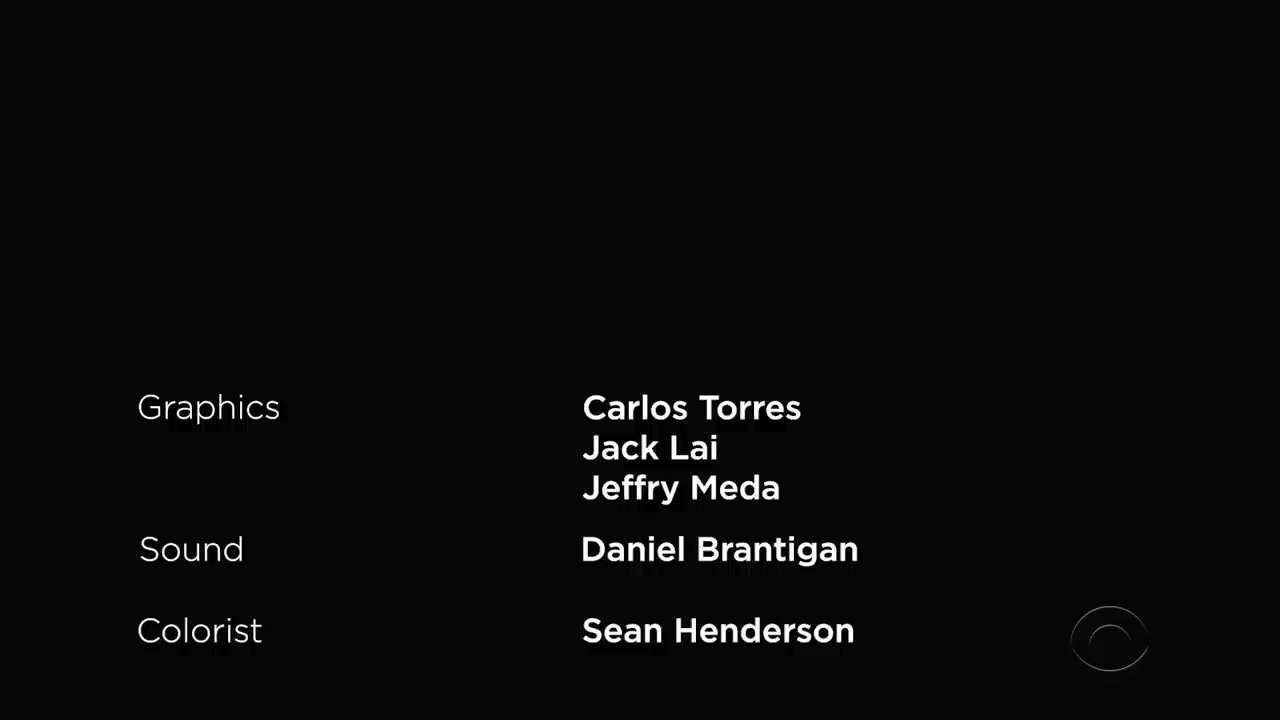 Graphics Carlos Torres
Jack Lai
Jeffry Meda
Sound Daniel Brantigan
Colorist Sean Henderson